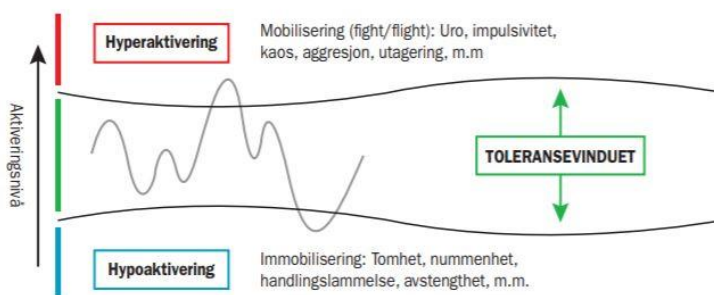 Hyperaktivering
Mobilisering (fight/flight): Uro, impulsivitet,
kaos, aggresjon, utagering, m.m
Aktiveringsnivå
TOLERANSEVINDUET
Hypoaktivering
Immobilisering: Tomhet, nummenhet,
handlingslammelse, avstengthet, m.m.